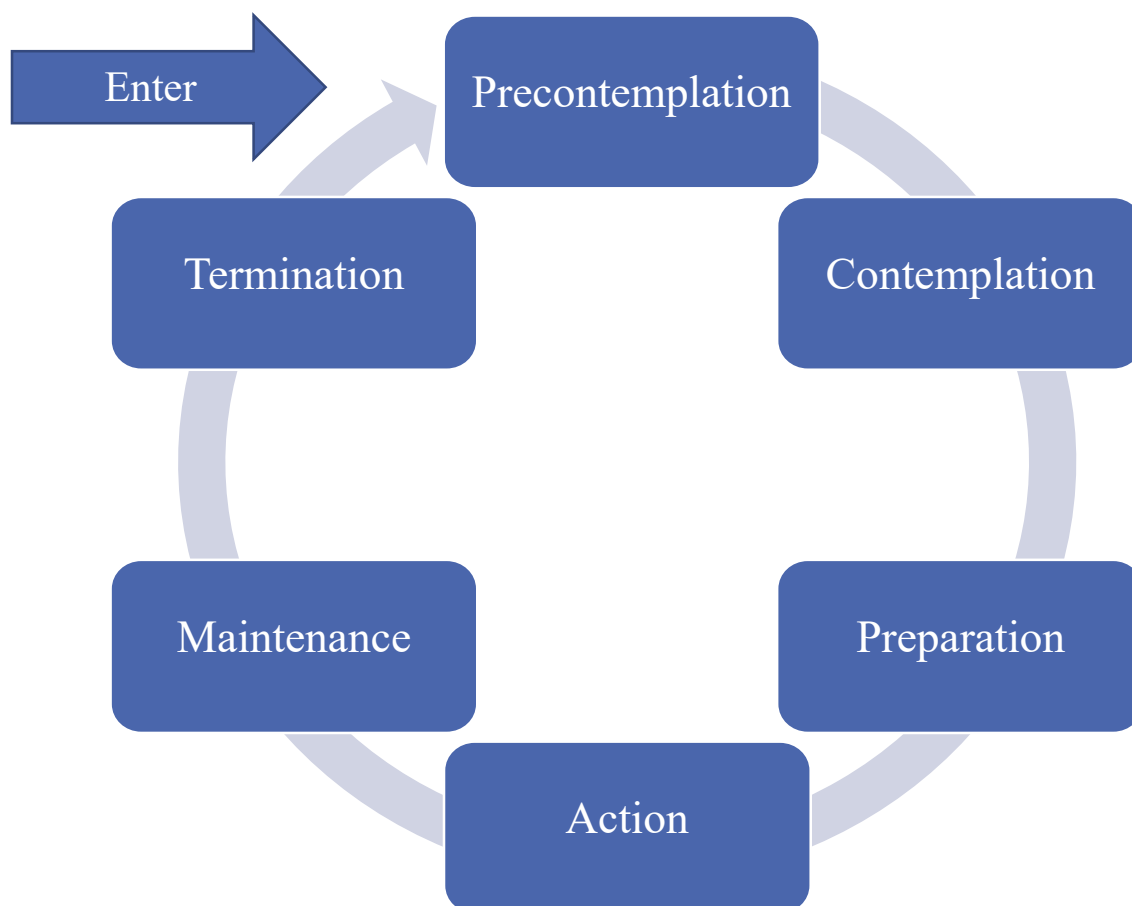 Enter
Precontemplation
Contemplation
Preparation
Action
Maintenance
Termination